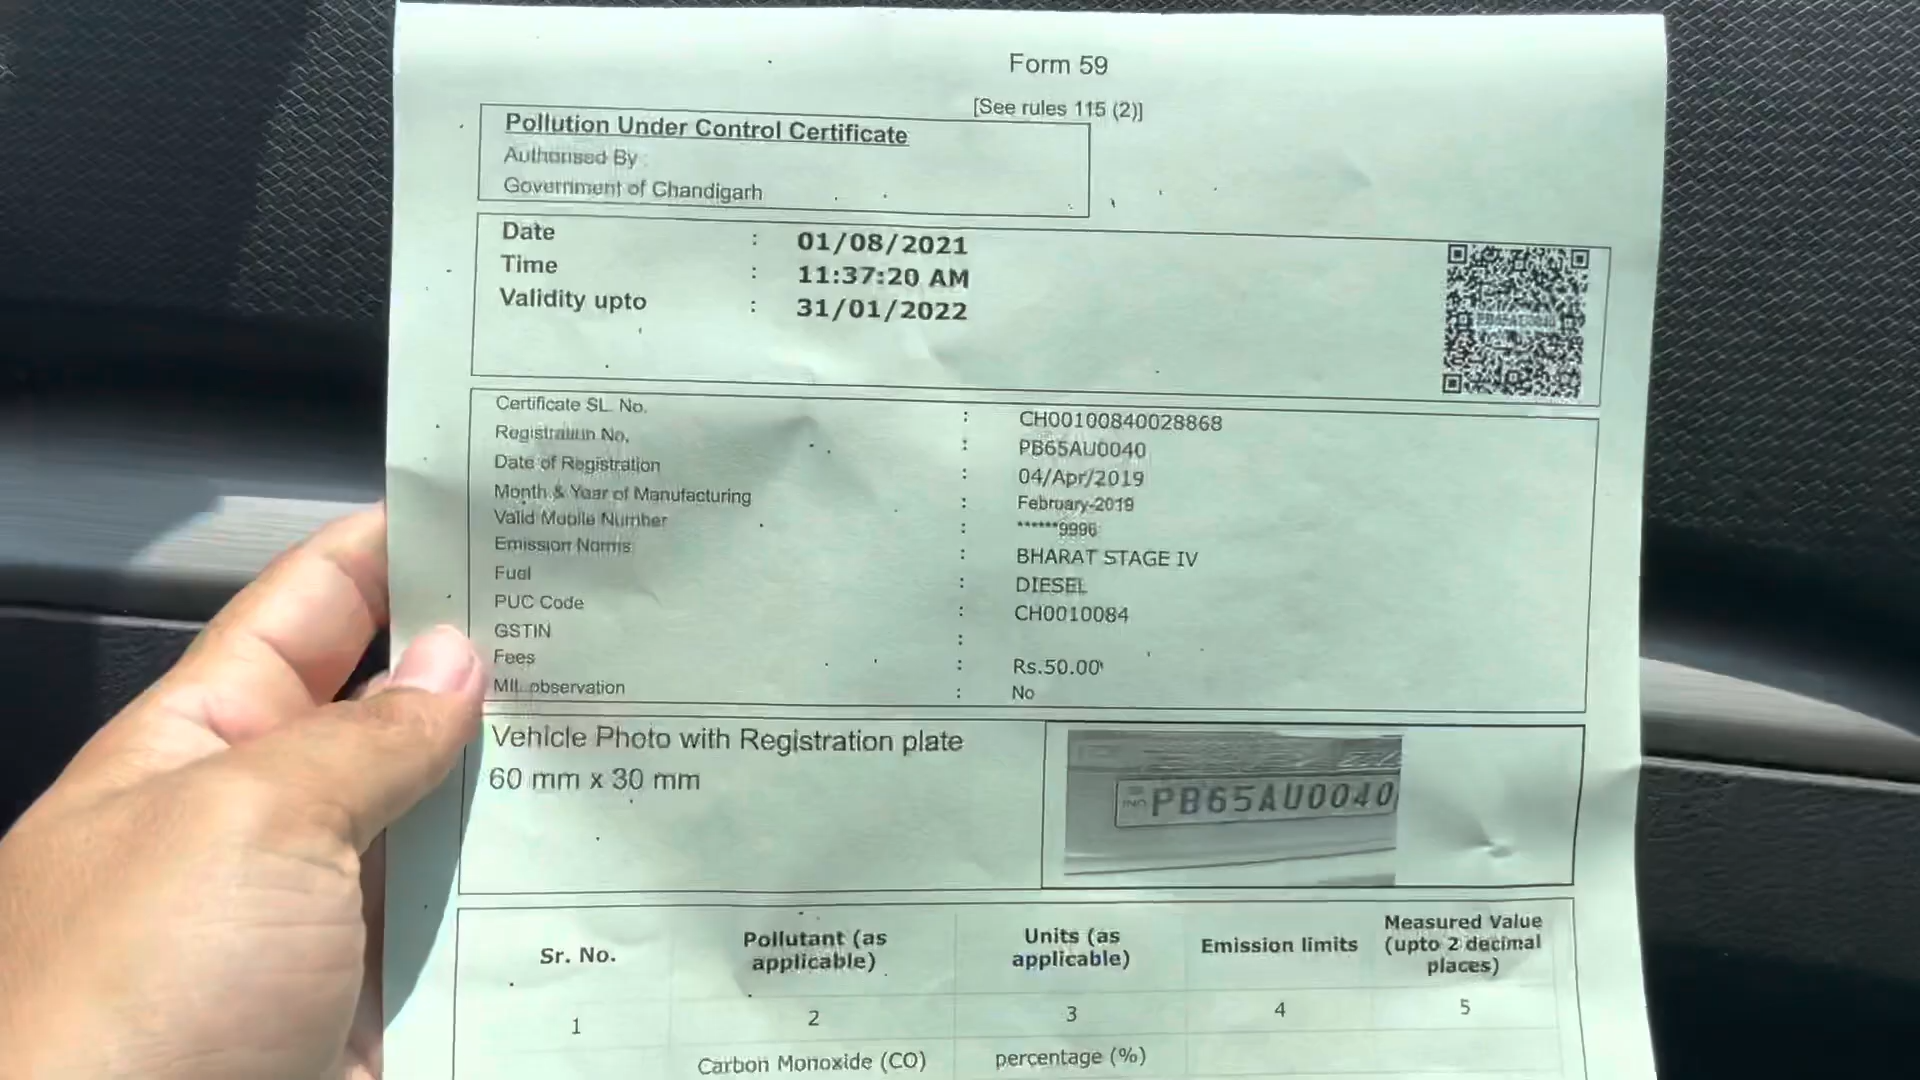 Form 59
[See rules 115 (2)]
Pollution Under Control Certificate
Authorised By :
Government of Chandigarh
Date : 01/08/2021
Time : 11:37:20 AM
Validity upto : 31/01/2022
PB65AU0040
Certificate SL. No. : CH00100840028868
Registration No. : PB65AU0040
Date of Registration : 04/Apr/2019
Month & Year of Manufacturing : February-2019
Valid Mobile Number : ******9996
Emission Norms : BHARAT STAGE IV
Fuel : DIESEL
PUC Code : CH0010084
GSTIN :
Fees : Rs.50.00
MIL observation : No
Vehicle Photo with Registration plate
60 mm x 30 mm
IND PB65AU0040
Sr. No. Pollutant (as applicable) Units (as applicable) Emission limits Measured Value (upto 2 decimal places)
1 2 3 4 5
Carbon Monoxide (CO) percentage (%)